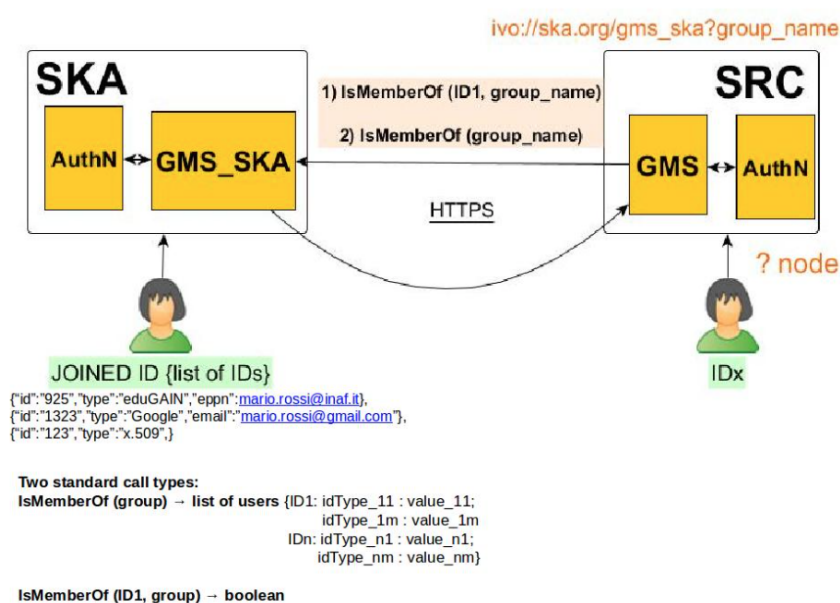 ivo://ska.org/gms_ska?group_name
SKA
SRC
1) IsMemberOf (ID1, group_name)
2) IsMemberOf (group_name)
AuthN
GMS_SKA
GMS
AuthN
HTTPS
? node
JOINED ID {list of IDs}
IDx
{“id”:”925”,”type”:”eduGAIN”,”eppn”:mario.rossi@inaf.it},
{“id”:”1323”,”type”:”Google”,”email”:”mario.rossi@gmail.com”},
{“id”:”123”,”type”:”x.509”,}
Two standard call types:
IsMemberOf (group) → list of users {ID1: idType_11 : value_11;
idType_1m : value_1m
IDn: idType_n1 : value_n1;
idType_nm : value_nm}
IsMemberOf (ID1, group) → boolean